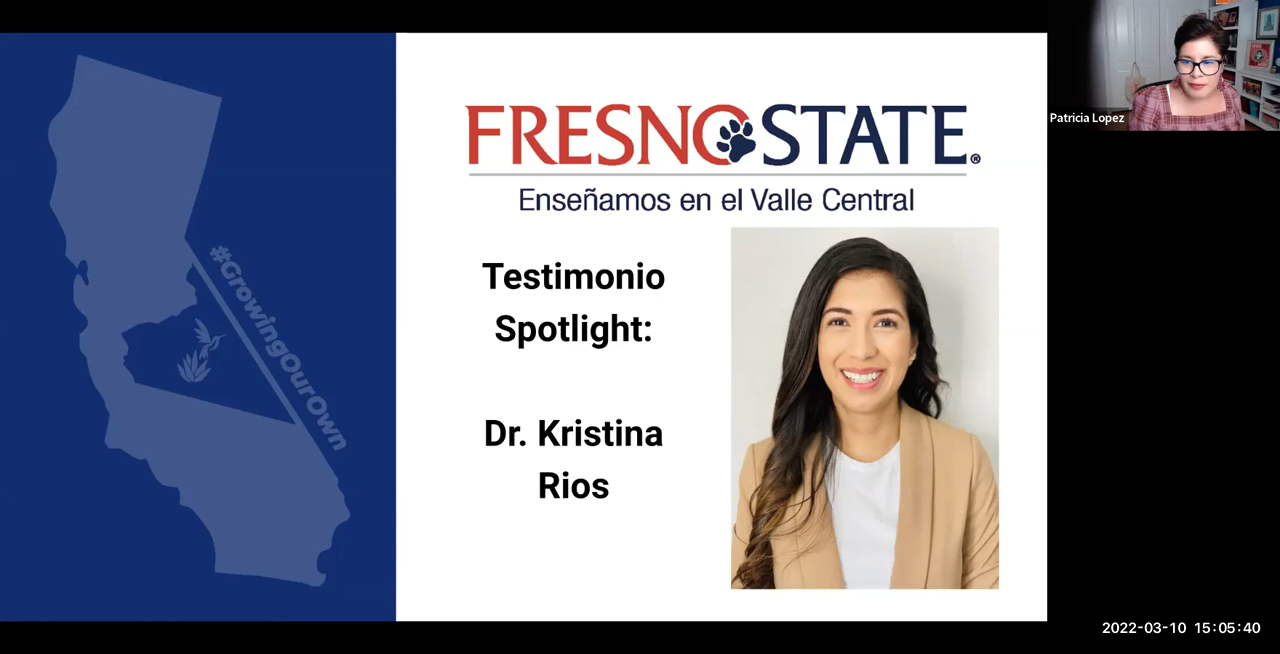 FRESNO STATE®
Enseñamos en el Valle Central
Testimonio
Spotlight:
Dr. Kristina
Rios
#GrowingOurOwn
Patricia Lopez
2022-03-10 15:05:40